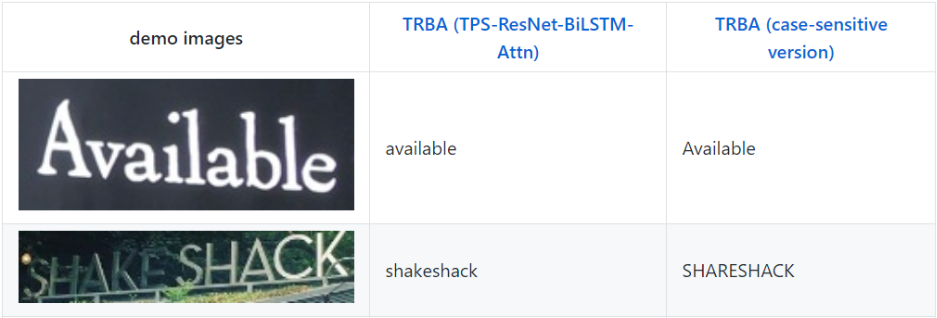 demo images
TRBA (TPS-ResNet-BiLSTM-
Attn)
TRBA (case-sensitive
version)
Available
available
Available
SHAKE SHACK
shakeshack
SHARESHACK